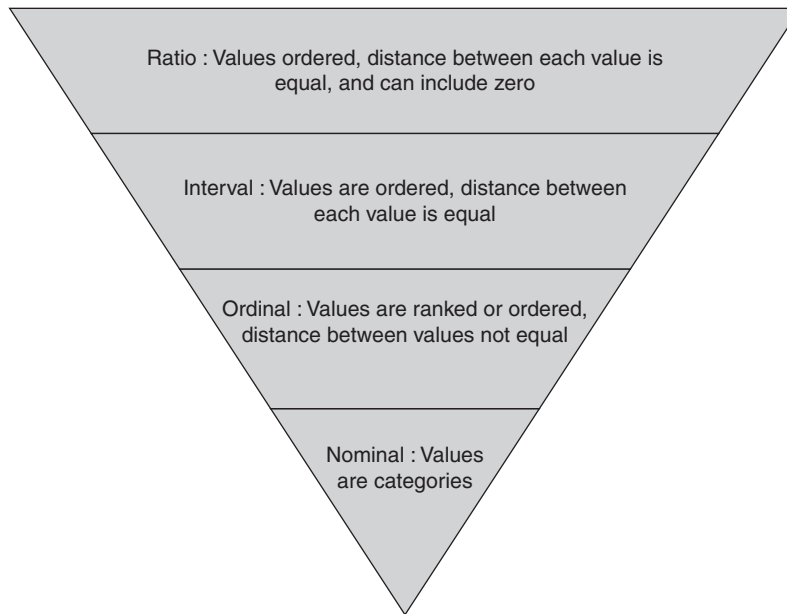 Ratio : Values ordered, distance between each value is
equal, and can include zero
Interval : Values are ordered, distance between
each value is equal
Ordinal : Values are ranked or ordered,
distance between values not equal
Nominal : Values
are categories